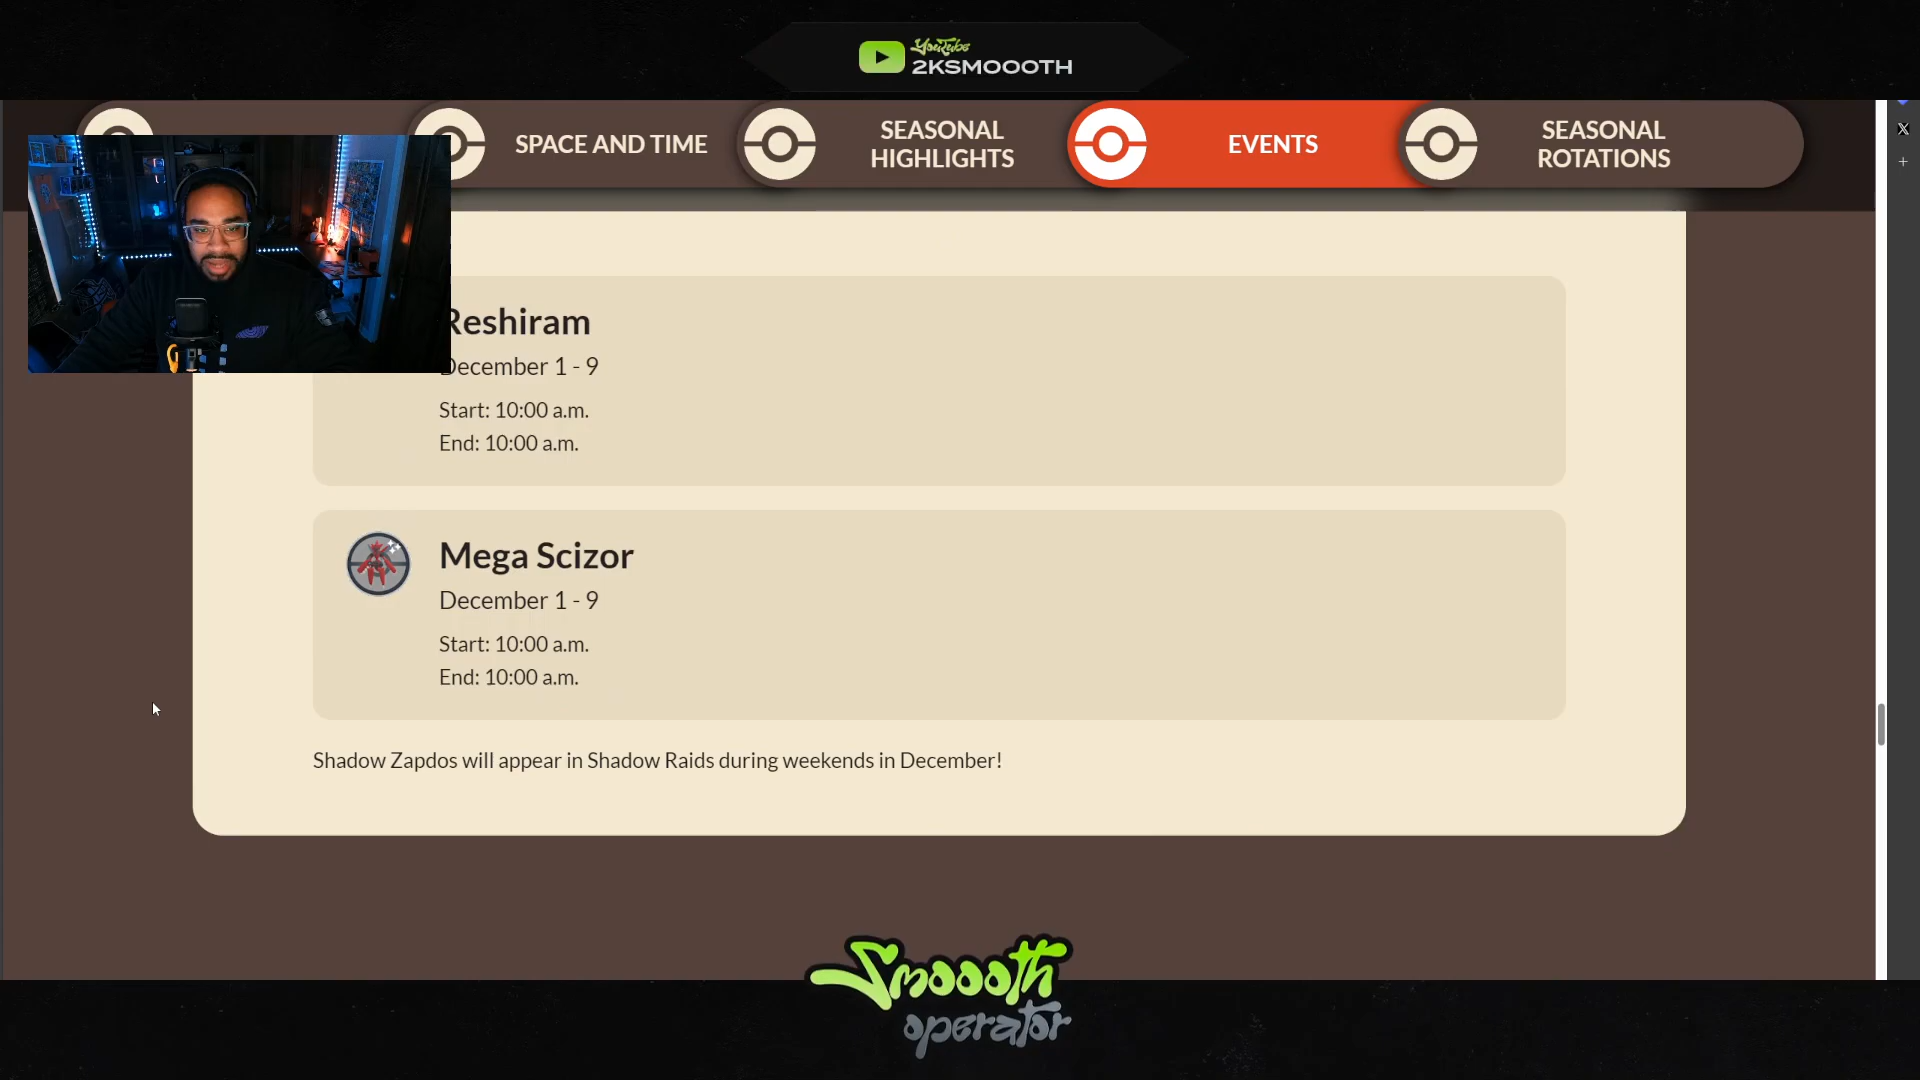 YouTube
2KSMOOOTH
SPACE AND TIME
SEASONAL
HIGHLIGHTS
EVENTS
SEASONAL
ROTATIONS
Reshiram
December 1 - 9
Start: 10:00 a.m.
End: 10:00 a.m.
Mega Scizor
December 1 - 9
Start: 10:00 a.m.
End: 10:00 a.m.
Shadow Zapdos will appear in Shadow Raids during weekends in December!
Smoooth
operator